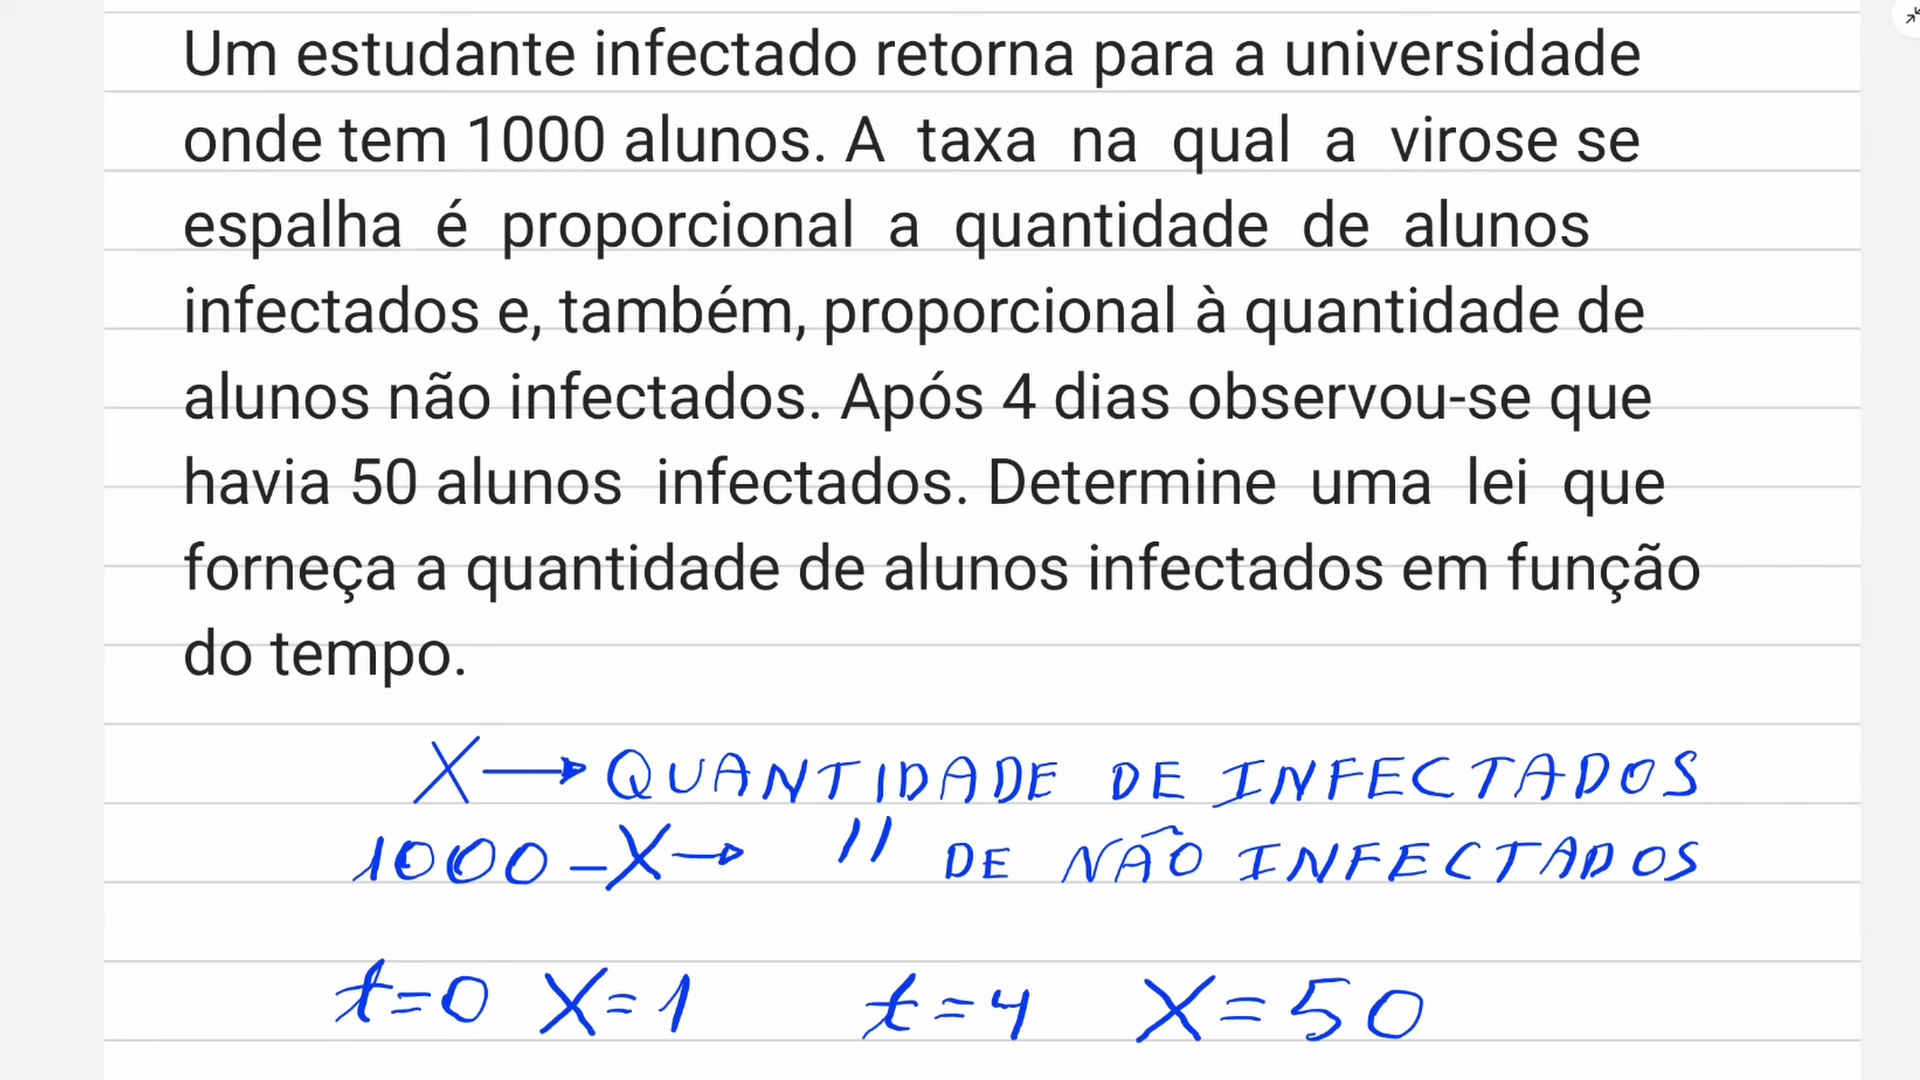 Um estudante infectado retorna para a universidade
onde tem 1000 alunos. A taxa na qual a virose se
espalha é proporcional a quantidade de alunos
infectados e, também, proporcional à quantidade de
alunos não infectados. Após 4 dias observou-se que
havia 50 alunos infectados. Determine uma lei que
forneça a quantidade de alunos infectados em função
do tempo.
X → QUANTIDADE DE INFECTADOS
1000 - X → " DE NÃO INFECTADOS
t=0 X=1 t=4 X=50